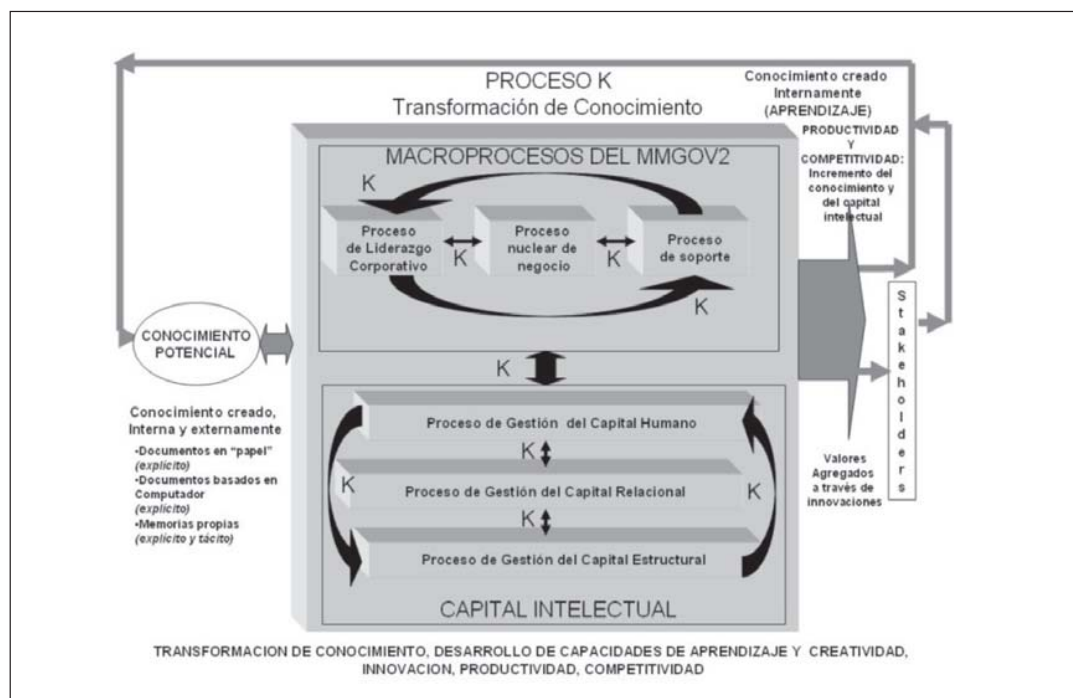 PROCESO K
Transformación de Conocimiento
Conocimiento creado
Internamente
(APRENDIZAJE)
PRODUCTIVIDAD
Y
COMPETITIVIDAD:
Incremento del
conocimiento y
del capital
intelectual
MACROPROCESOS DEL MMGOV2
K
Proceso
de Liderazgo
Corporativo
K
Proceso
nuclear de
negocio
K
Proceso
de soporte
K
CONOCIMIENTO
POTENCIAL
Conocimiento creado,
Interna y externamente
•Documentos en “papel”
(explícito)
•Documentos basados en
Computador
(explícito)
•Memorias propias
(explícito y tácito)
K
Proceso de Gestión del Capital Humano
K
K
Proceso de Gestión del Capital Relacional
K
K
Proceso de Gestión del Capital Estructural
CAPITAL INTELECTUAL
Stakeholders
Valores
Agregados
a través de
innovaciones
TRANSFORMACION DE CONOCIMIENTO, DESARROLLO DE CAPACIDADES DE APRENDIZAJE Y CREATIVIDAD,
INNOVACION, PRODUCTIVIDAD, COMPETITIVIDAD